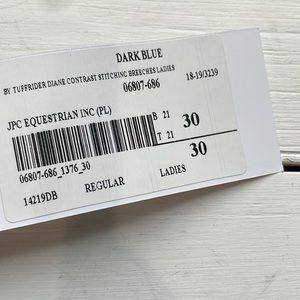 DARK BLUE
BY TUFFRIDER DIANE CONTRAST STITCHING BREECHES LADIES
06807-686 18-19/3239
JPC EQUESTRIAN INC (PL)
B 21 30
T 21
30
06807-686_1376_30
14219DB REGULAR LADIES